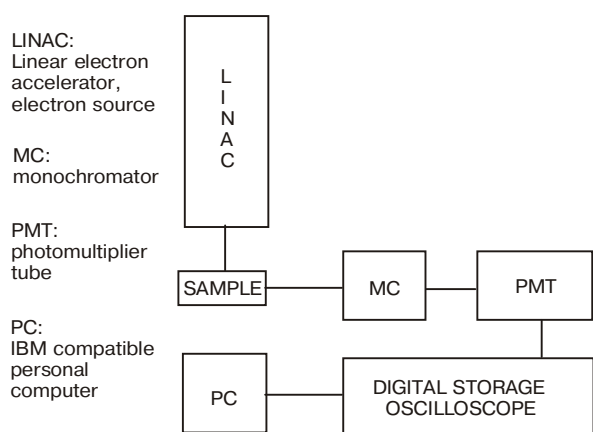 LINAC:
Linear electron
accelerator,
electron source
MC:
monochromator
PMT:
photomultiplier
tube
PC:
IBM compatible
personal
computer
L
I
N
A
C
SAMPLE
MC
PMT
PC
DIGITAL STORAGE
OSCILLOSCOPE